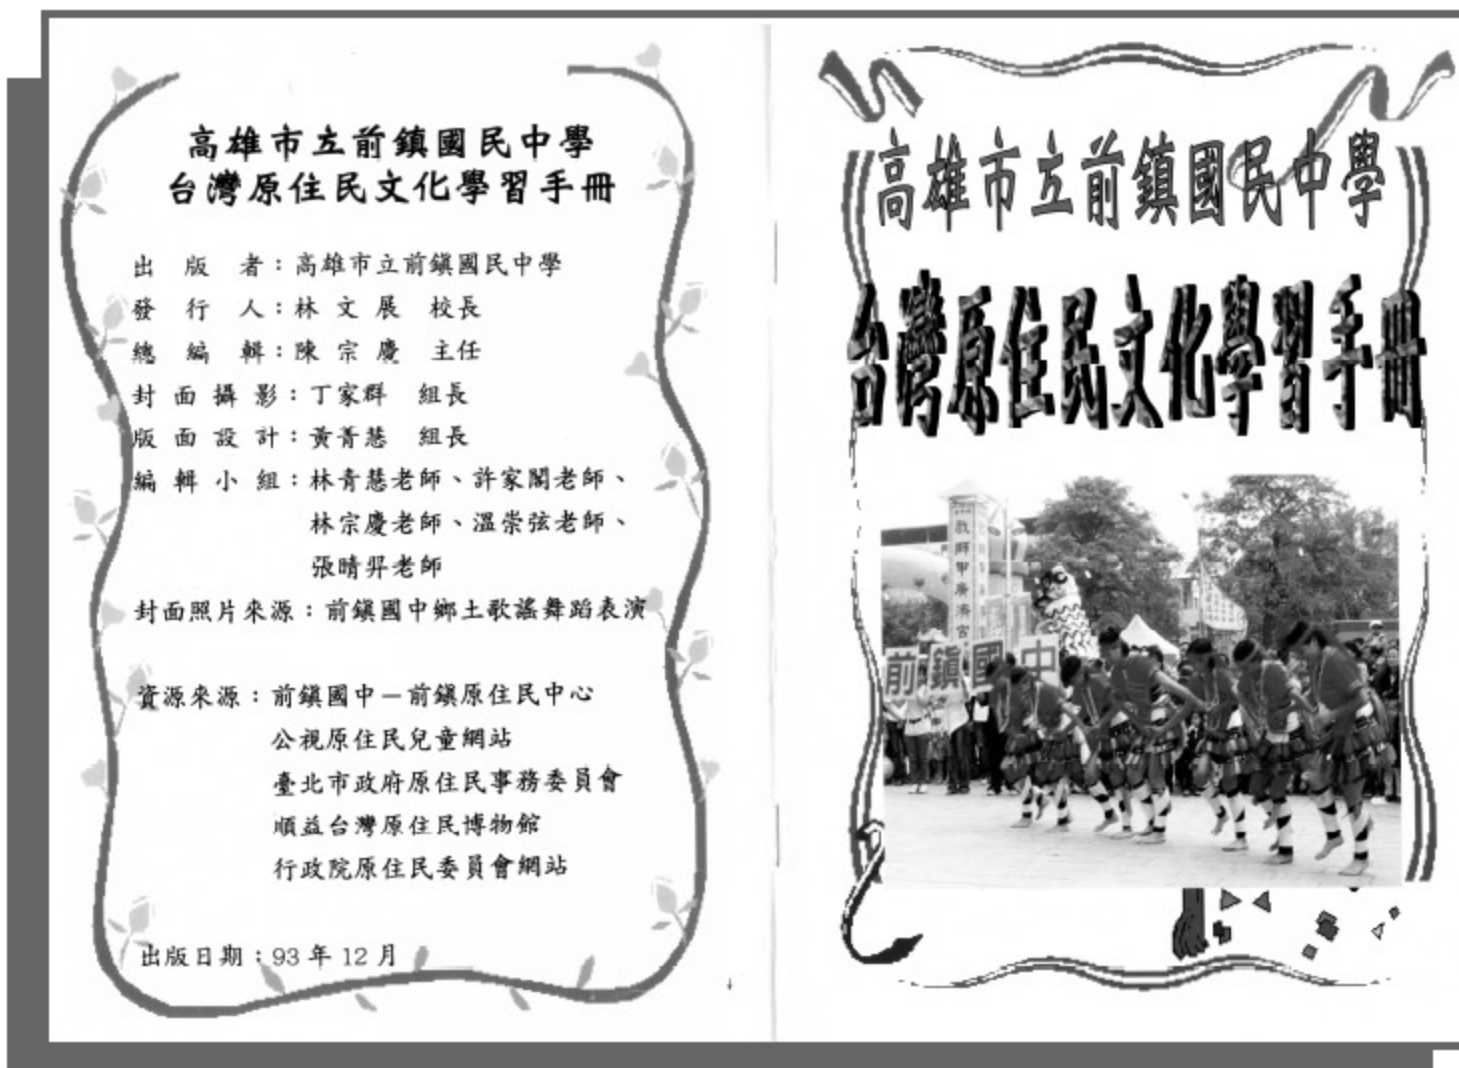 高雄市立前鎮國民中學
台灣原住民文化學習手冊
出版者：高雄市立前鎮國民中學
發行人：林文展 校長
總編輯：陳宗慶 主任
封面攝影：丁家群 組長
版面設計：黃菁慧 組長
編輯小組：林青慧老師、許家閣老師、
林宗慶老師、溫崇弦老師、
張晴羿老師
封面照片來源：前鎮國中鄉土歌謠舞蹈表演
資源來源：前鎮國中－前鎮原住民中心
公視原住民兒童網站
臺北市政府原住民事務委員會
順益台灣原住民博物館
行政院原住民委員會網站
出版日期：93 年 12 月
高雄市立前鎮國民中學
台灣原住民文化學習手冊
教師甲廣濟宮
前鎮國中